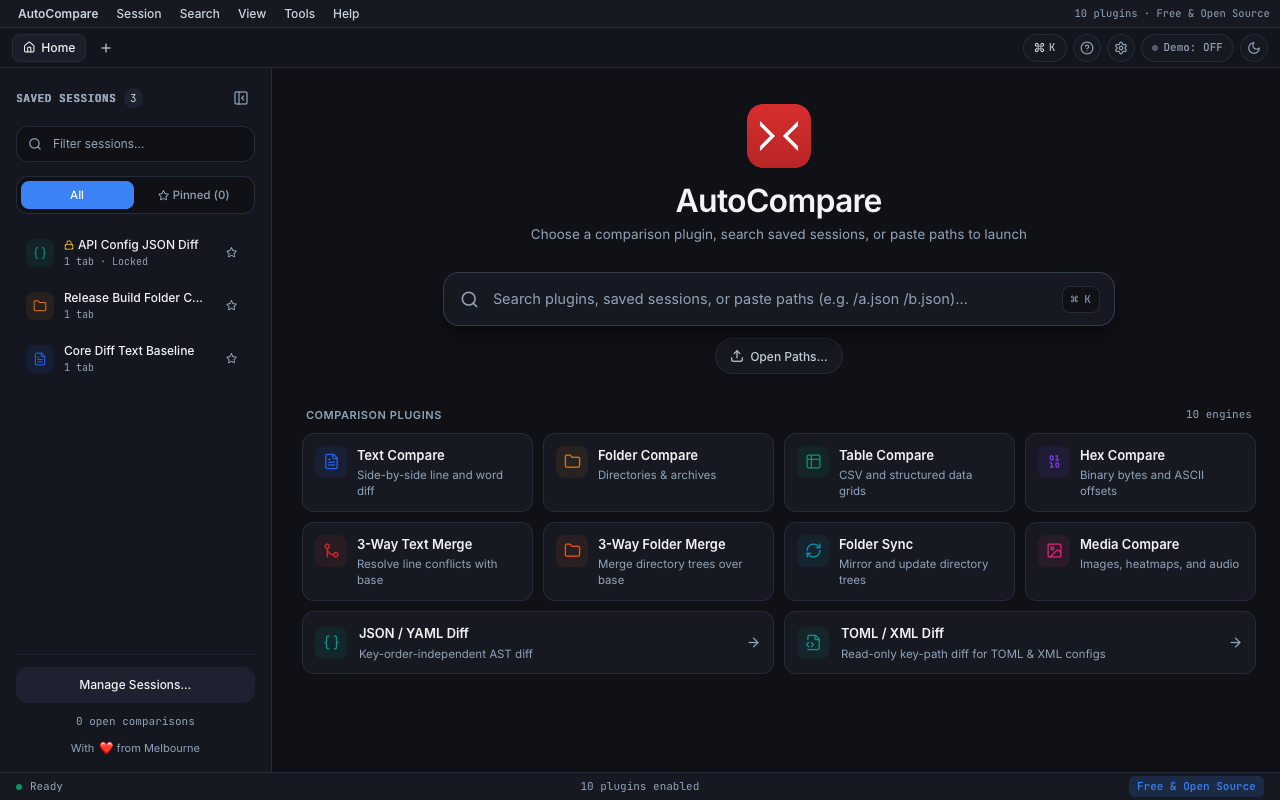 AutoCompare Session Search View Tools Help
10 plugins · Free & Open Source
Home
⌘ K
Demo: OFF
SAVED SESSIONS 3
Filter sessions...
All
Pinned (0)
API Config JSON Diff
1 tab · Locked
Release Build Folder C...
1 tab
Core Diff Text Baseline
1 tab
Manage Sessions...
0 open comparisons
With ❤️ from Melbourne
AutoCompare
Choose a comparison plugin, search saved sessions, or paste paths to launch
Search plugins, saved sessions, or paste paths (e.g. /a.json /b.json)...
⌘ K
Open Paths...
COMPARISON PLUGINS
10 engines
Text Compare
Side-by-side line and word
diff
Folder Compare
Directories & archives
Table Compare
CSV and structured data
grids
Hex Compare
Binary bytes and ASCII
offsets
3-Way Text Merge
Resolve line conflicts with
base
3-Way Folder Merge
Merge directory trees over
base
Folder Sync
Mirror and update directory
trees
Media Compare
Images, heatmaps, and audio
JSON / YAML Diff
Key-order-independent AST diff
TOML / XML Diff
Read-only key-path diff for TOML & XML configs
Ready
10 plugins enabled
Free & Open Source